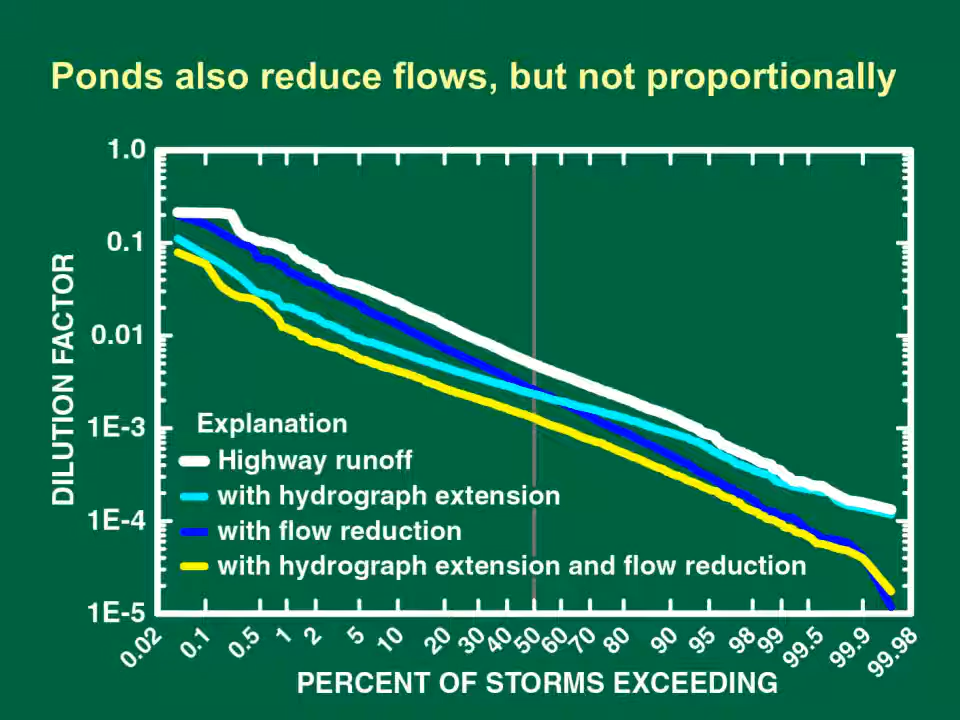 Ponds also reduce flows, but not proportionally
DILUTION FACTOR
1.0
0.1
0.01
1E-3
1E-4
1E-5
Explanation
Highway runoff
with hydrograph extension
with flow reduction
with hydrograph extension and flow reduction
0.02 0.1 0.5 1 2 5 10 20 30 40 50 60 70 80 90 95 98 99 99.5 99.9 99.98
PERCENT OF STORMS EXCEEDING